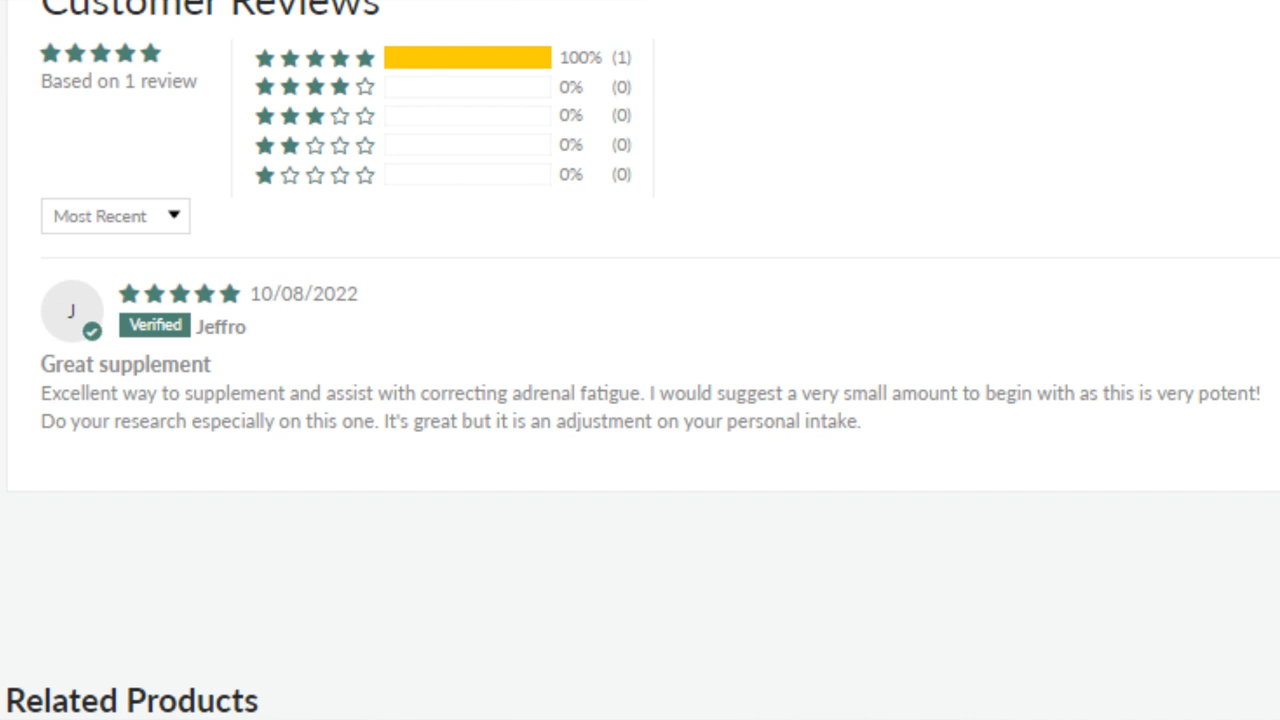 Customer Reviews
Based on 1 review
100% (1)
0% (0)
0% (0)
0% (0)
0% (0)
Most Recent
J
10/08/2022
Verified Jeffro
Great supplement
Excellent way to supplement and assist with correcting adrenal fatigue. I would suggest a very small amount to begin with as this is very potent!
Do your research especially on this one. It's great but it is an adjustment on your personal intake.
Related Products